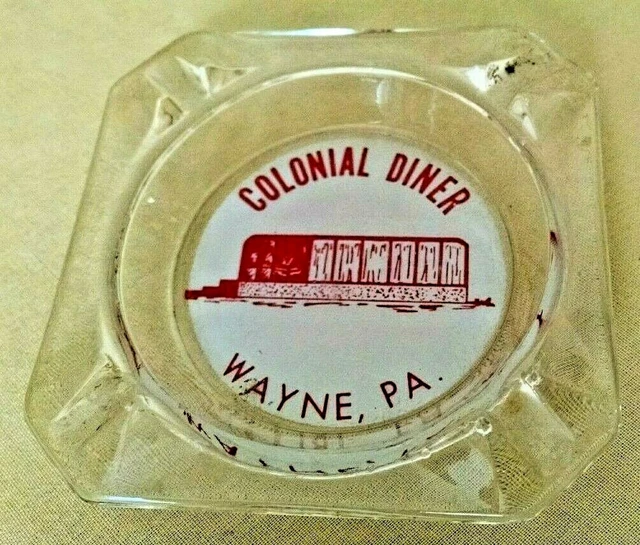 COLONIAL DINER
WAYNE, PA.